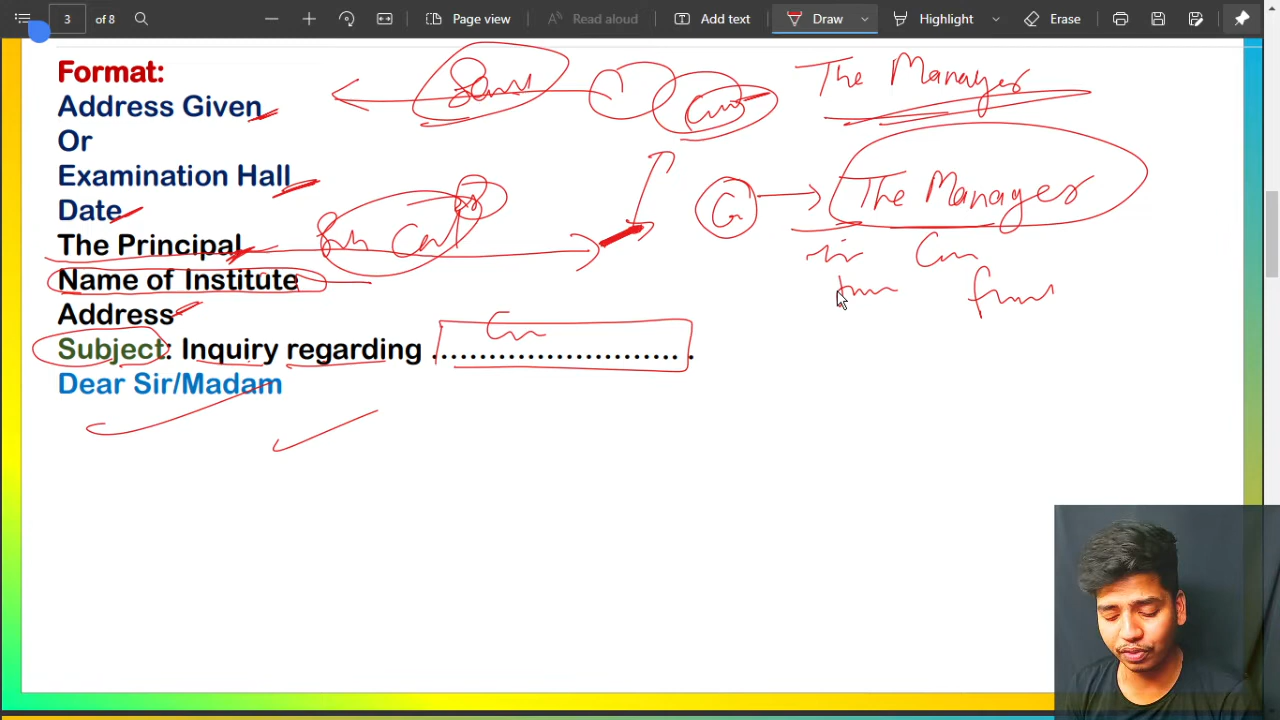 3 of 8 Page view Read aloud Add text Draw Highlight Erase
Format:
The Manager
Address Given
Or
Examination Hall
The Manager
Date
The Principal
Name of Institute
Address
Subject: Inquiry regarding ........................... .
Dear Sir/Madam